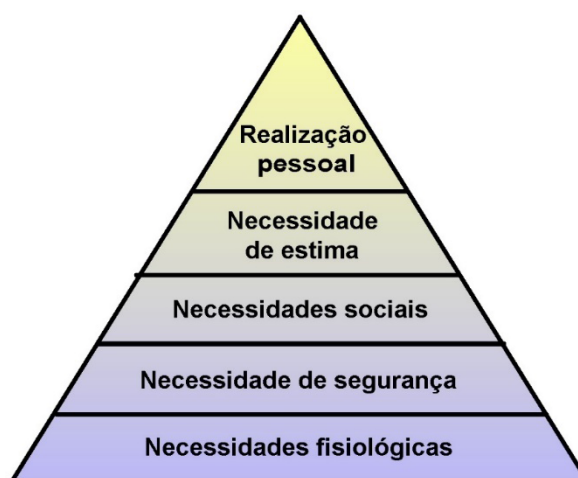 Realização
pessoal
Necessidade
de estima
Necessidades sociais
Necessidade de segurança
Necessidades fisiológicas